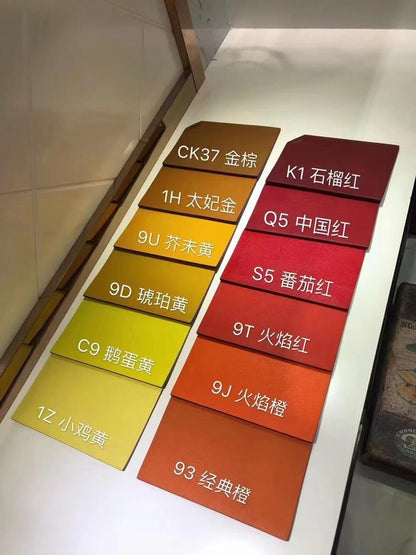 CK37 金棕
1H 太妃金
9U 芥末黄
9D 琥珀黄
C9 鹅蛋黄
1Z 小鸡黄
K1 石榴红
Q5 中国红
S5 番茄红
9T 火焰红
9J 火焰橙
93 经典橙